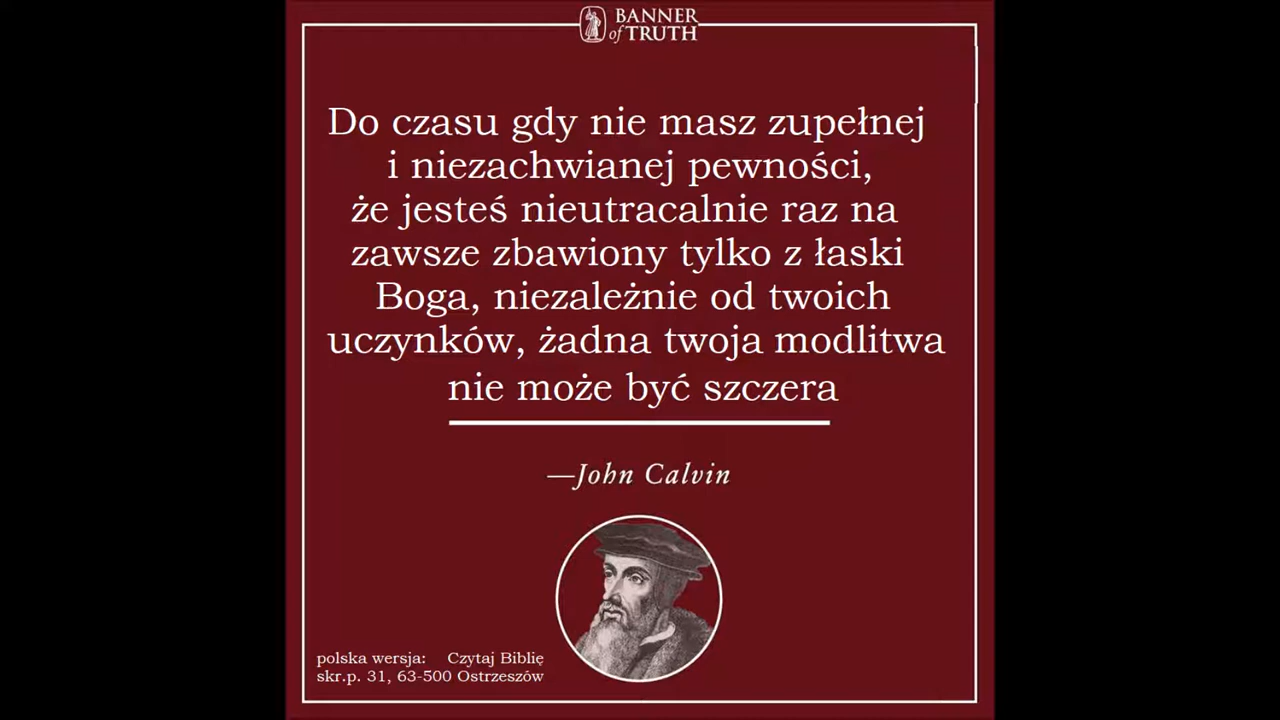 BANNER
of TRUTH
Do czasu gdy nie masz zupełnej
i niezachwianej pewności,
że jesteś nieutracalnie raz na
zawsze zbawiony tylko z łaski
Boga, niezależnie od twoich
uczynków, żadna twoja modlitwa
nie może być szczera
—John Calvin
polska wersja: Czytaj Biblię
skr.p. 31, 63-500 Ostrzeszów